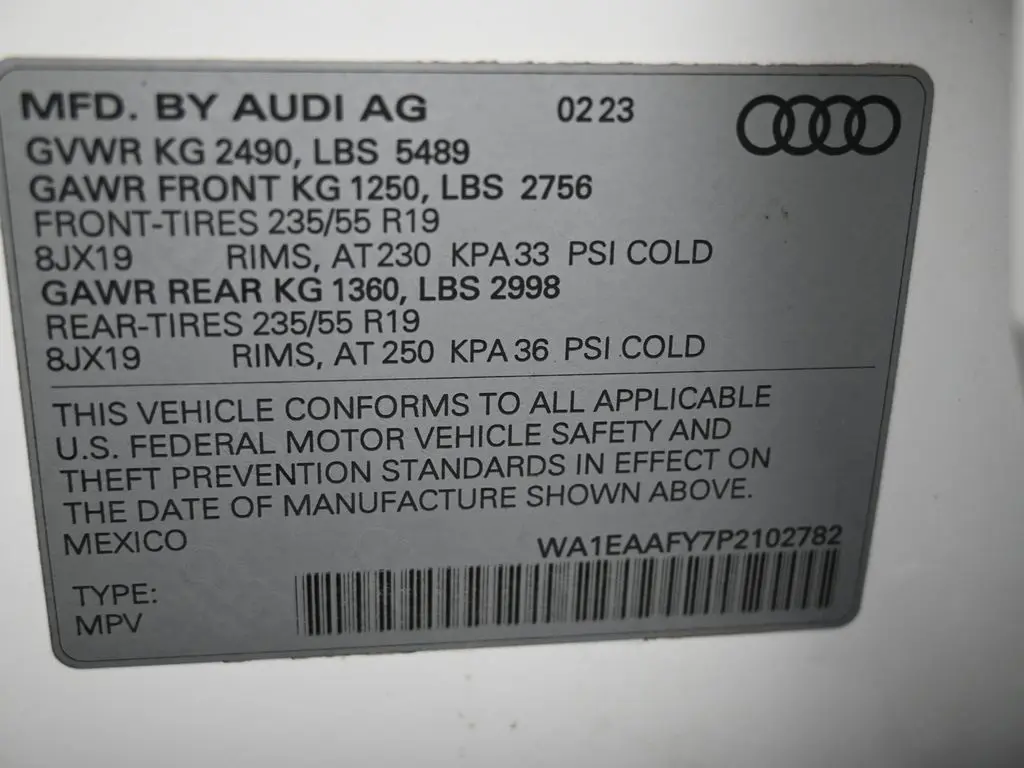 MFD. BY AUDI AG 02 23
GVWR KG 2490, LBS 5489
GAWR FRONT KG 1250, LBS 2756
FRONT-TIRES 235/55 R19
8JX19 RIMS, AT 230 KPA 33 PSI COLD
GAWR REAR KG 1360, LBS 2998
REAR-TIRES 235/55 R19
8JX19 RIMS, AT 250 KPA 36 PSI COLD
THIS VEHICLE CONFORMS TO ALL APPLICABLE
U.S. FEDERAL MOTOR VEHICLE SAFETY AND
THEFT PREVENTION STANDARDS IN EFFECT ON
THE DATE OF MANUFACTURE SHOWN ABOVE.
MEXICO WA1EAAFY7P2102782
TYPE:
MPV